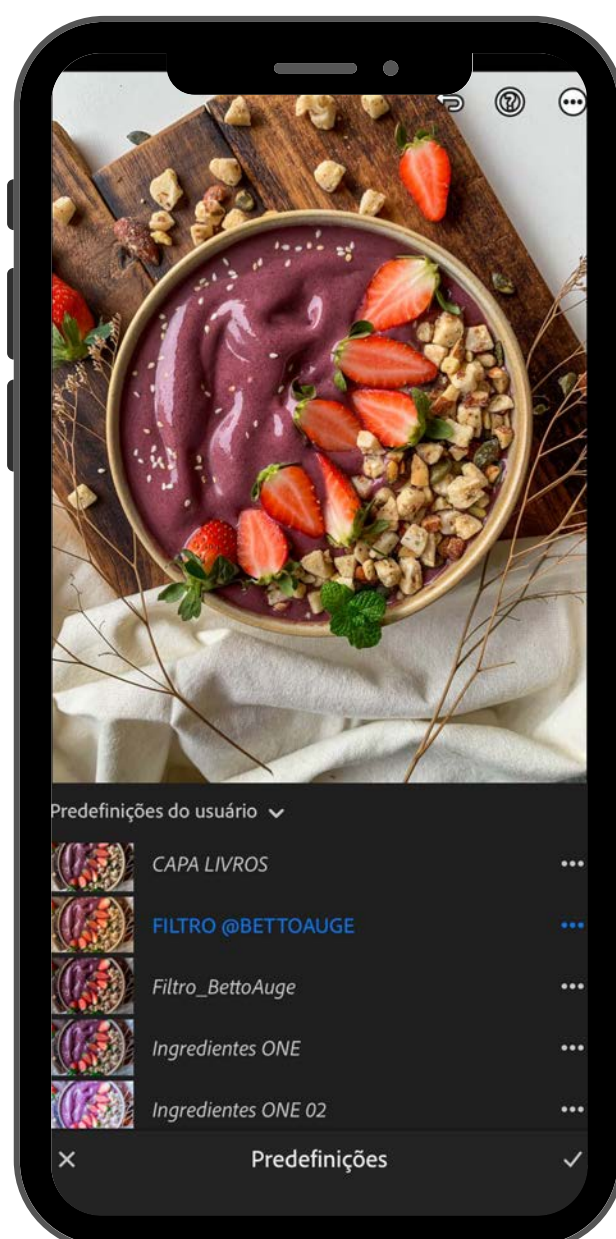 Predefinições do usuário
CAPA LIVROS
FILTRO @BETTOAUGE
Filtro_BettoAuge
Ingredientes ONE
Ingredientes ONE 02
Predefinições